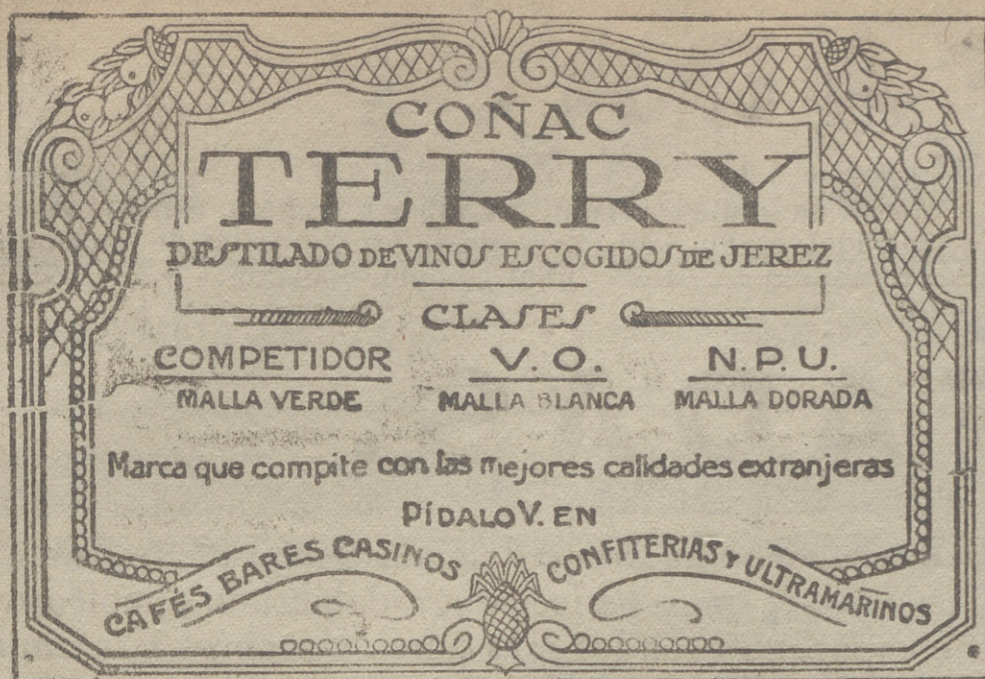 COÑAC
TERRY
DESTILADO DE VINOS ESCOGIDOS DE JEREZ
CLASES
COMPETIDOR V. O. N. P. U.
MALLA VERDE MALLA BLANCA MALLA DORADA
Marca que compite con las mejores calidades extranjeras
PÍDALO V. EN
CAFÉS BARES CASINOS CONFITERIAS Y ULTRAMARINOS